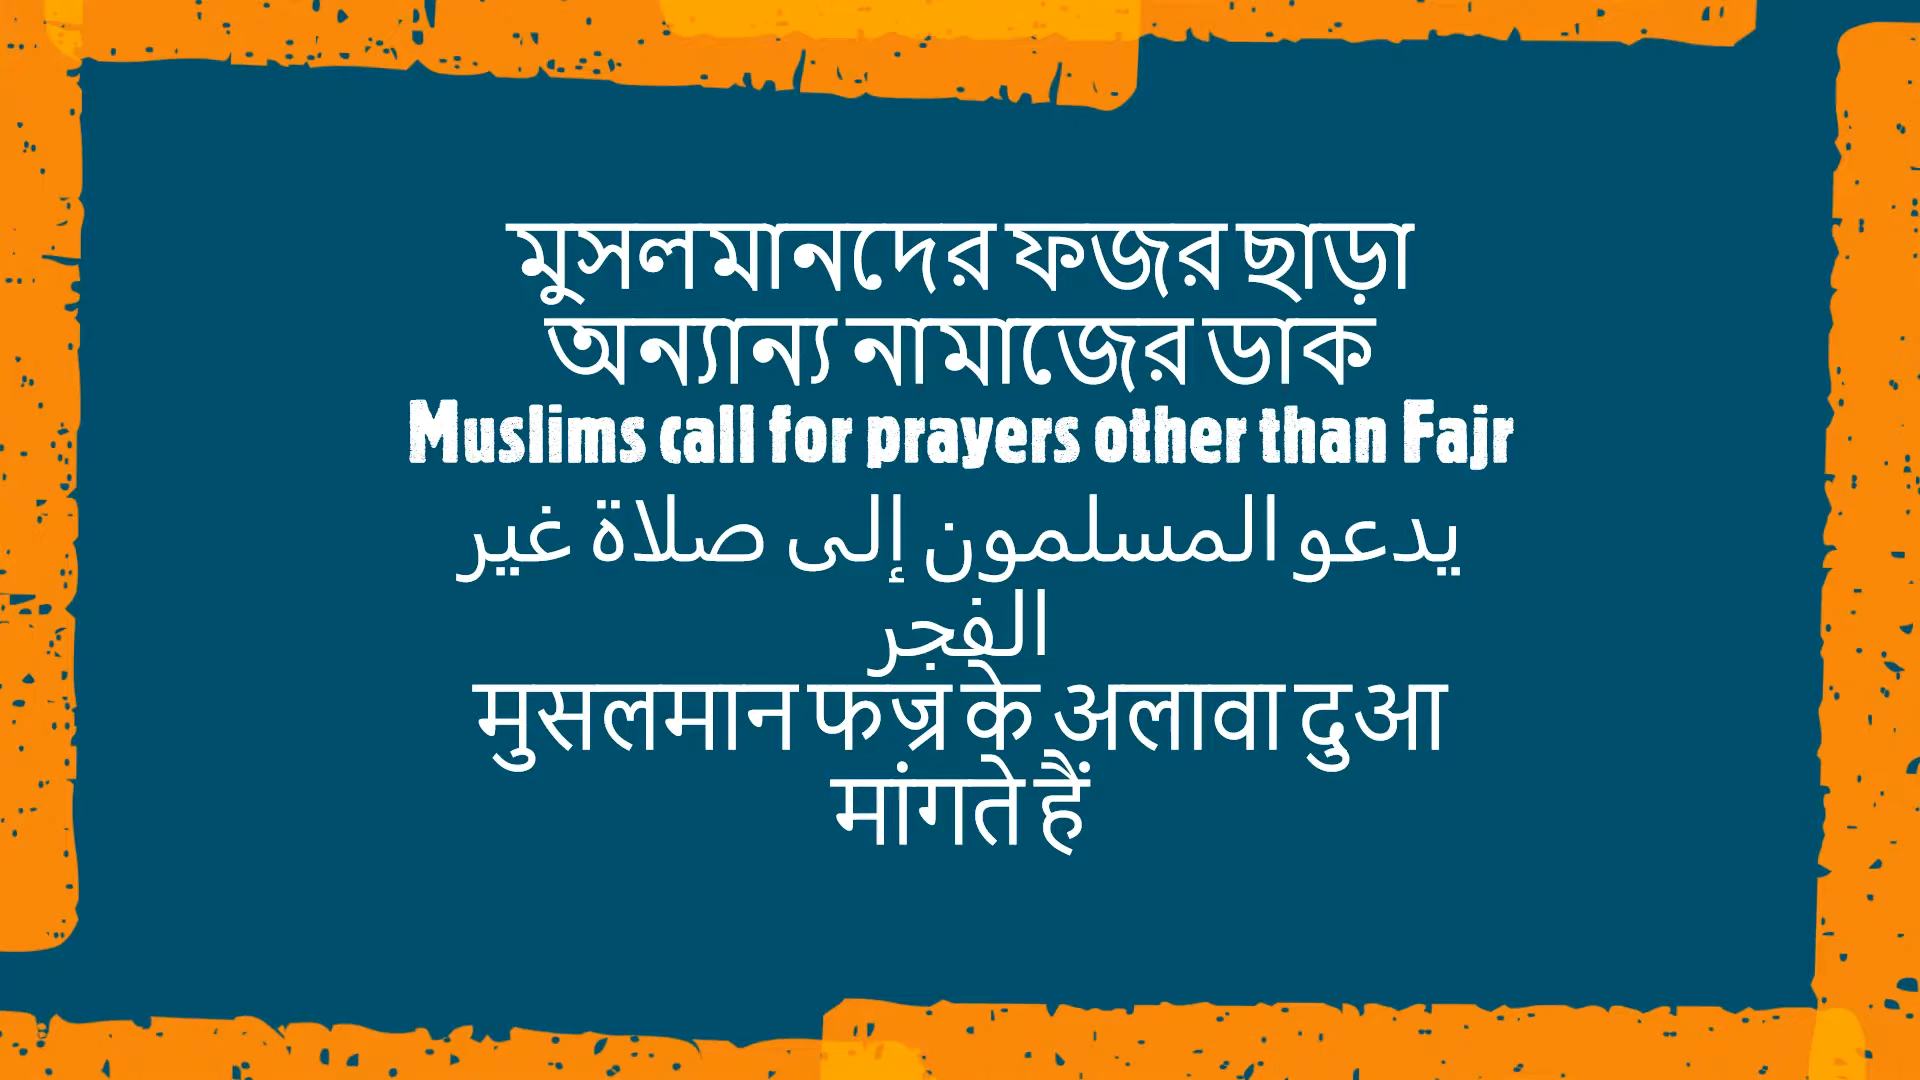 মুসলমানদের ফজর ছাড়া
অন্যান্য নামাজের ডাক
Muslims call for prayers other than Fajr
يدعو المسلمون إلى صلاة غير
الفجر
मुसलमान फज्र के अलावा दुआ
मांगते हैं